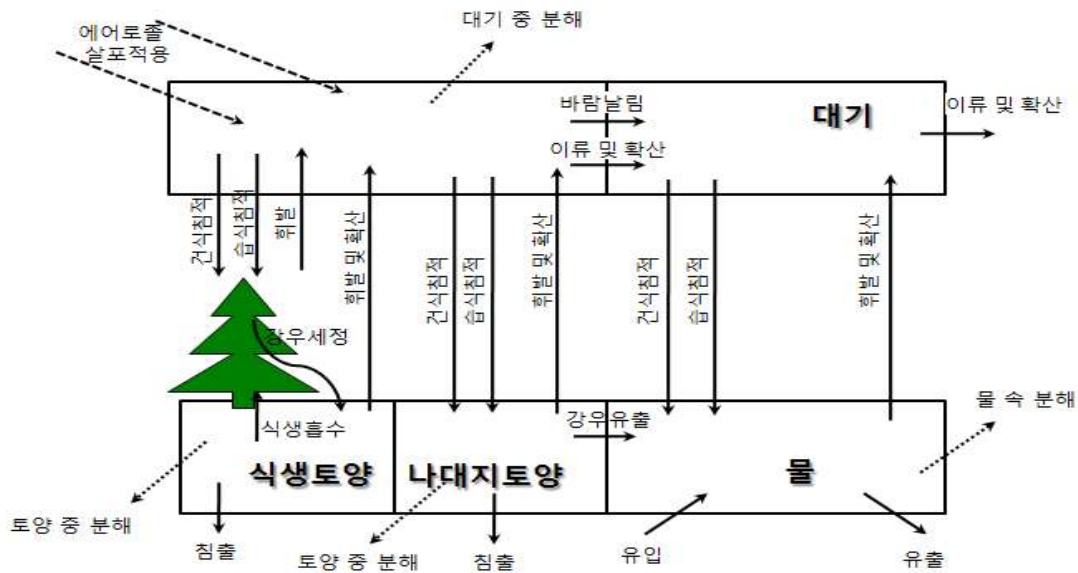 에어로졸
살포적용
대기 중 분해
바람날림
대기
이류 및 확산
이류 및 확산
건식침적
습식침적
휘발
휘발 및 확산
건식침적
습식침적
휘발 및 확산
건식침적
습식침적
휘발 및 확산
강우세정
식생흡수
강우유출
물 속 분해
식생토양
나대지토양
물
토양 중 분해
침출
토양 중 분해
침출
유입
유출